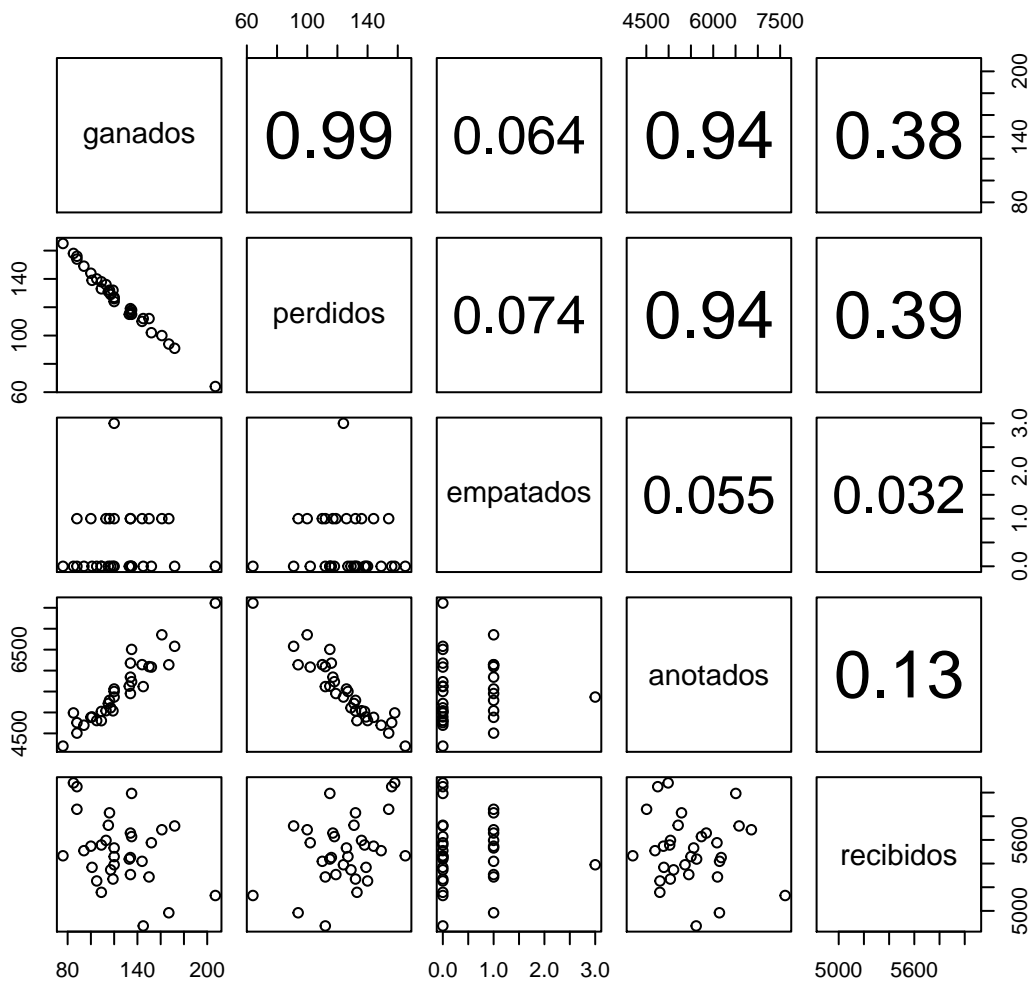 60 100 140
4500 6000 7500
ganados 0.99 0.064 0.94 0.38
80 140 200
60 100 140
perdidos 0.074 0.94 0.39
empatados 0.055 0.032
0.0 1.0 2.0 3.0
4500 6500
anotados 0.13
recibidos
5000 5600
80 140 200
0.0 1.0 2.0 3.0
5000 5600